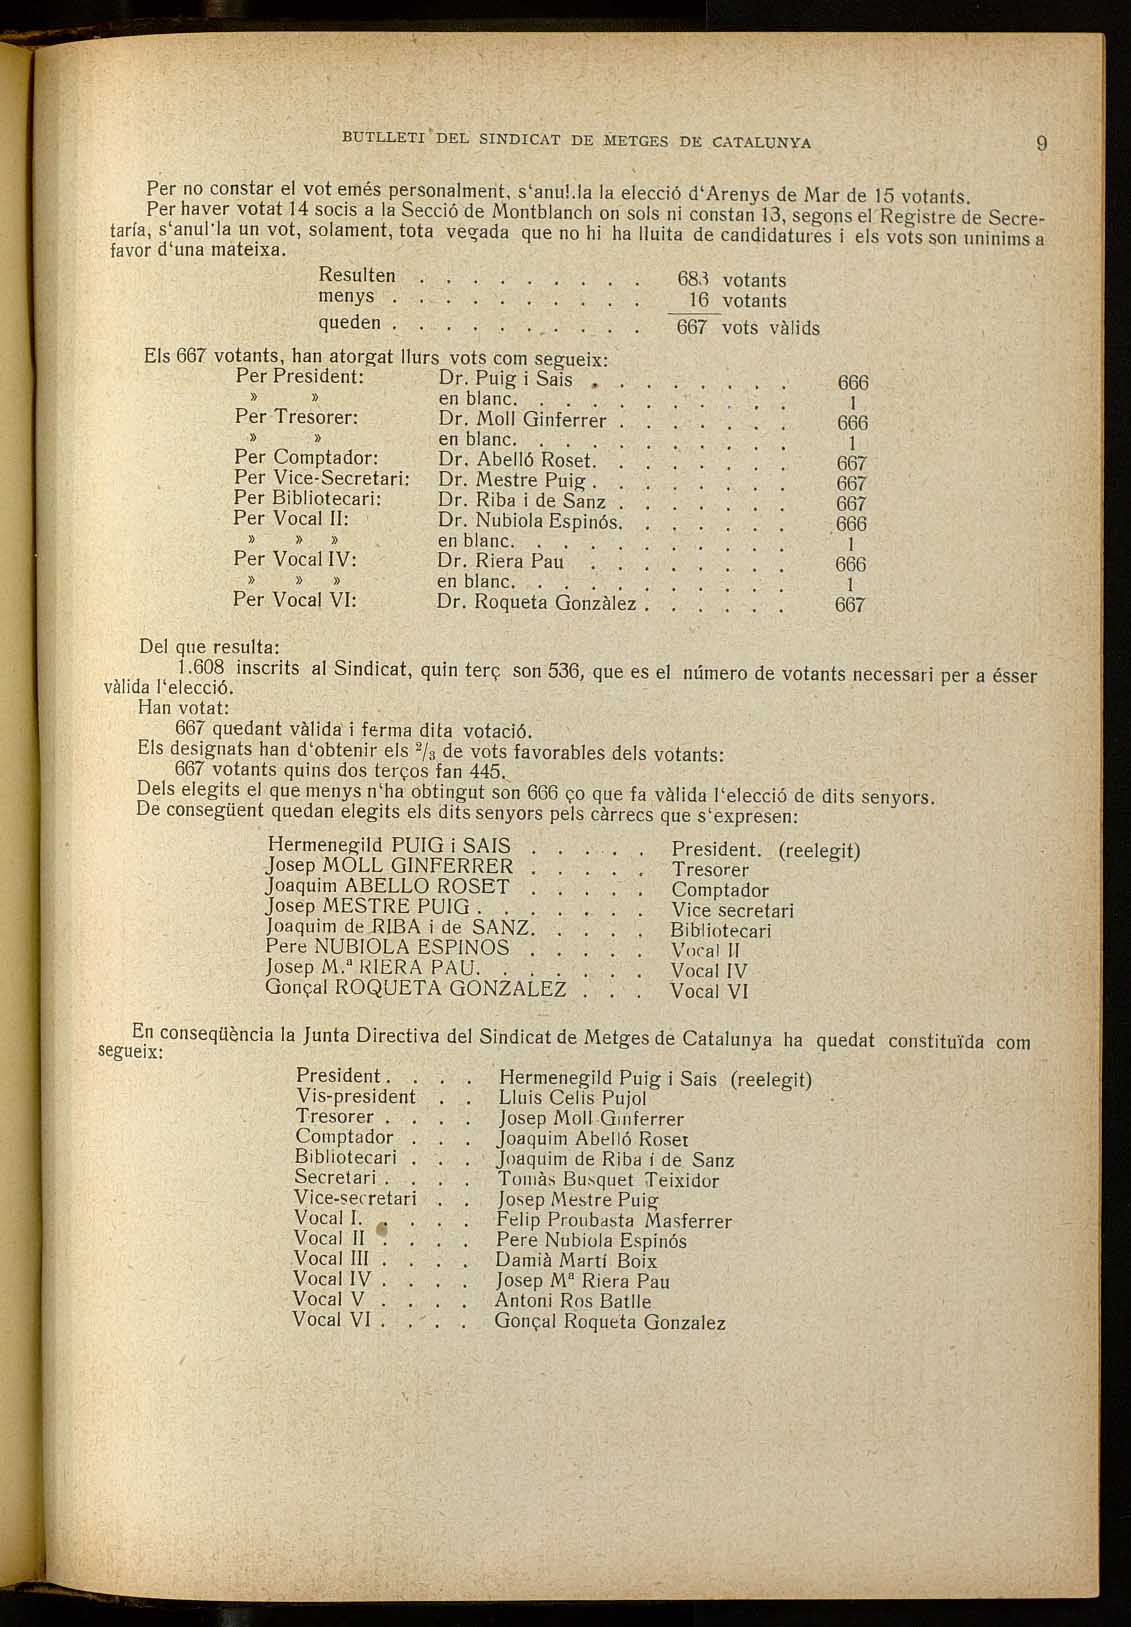 BUTLLETI DEL SINDICAT DE METGES DE CATALUNYA 9
Per no constar el vot emés personalment, s'anul.la la elecció d'Arenys de Mar de 15 votants.
Per haver votat 14 socis a la Secció de Montblanch on sols ni constan 13, segons el Registre de Secre-
taría, s'anul'la un vot, solament, tota vegada que no hi ha lluita de candidatures i els vots son uninims a
favor d'una mateixa.
Resulten . . . . . . . . . 683 votants
menys . . . . . . . . . . 16 votants
queden . . . . . . . . . . 667 vots vàlids
Els 667 votants, han atorgat llurs vots com segueix:
Per President: Dr. Puig i Sais . . . . . . . . 666
» » en blanc. . . . . . . . . . . 1
Per Tresorer: Dr. Moll Ginferrer . . . . . . . 666
» » en blanc. . . . . . . . . . . 1
Per Comptador: Dr. Abelló Roset. . . . . . . . 667
Per Vice-Secretari: Dr. Mestre Puig . . . . . . . . 667
Per Bibliotecari: Dr. Riba i de Sanz . . . . . . . 667
Per Vocal II: Dr. Nubiola Espinós. . . . . . . 666
» » » en blanc. . . . . . . . . . . 1
Per Vocal IV: Dr. Riera Pau . . . . . . . . 666
» » » en blanc. . . . . . . . . . . 1
Per Vocal VI: Dr. Roqueta Gonzàlez . . . . . . 667
Del que resulta:
1.608 inscrits al Sindicat, quin terç son 536, que es el número de votants necessari per a ésser
vàlida l'elecció.
Han votat:
667 quedant vàlida i ferma dita votació.
Els designats han d'obtenir els 2/3 de vots favorables dels votants:
667 votants quins dos terços fan 445.
Dels elegits el que menys n'ha obtingut son 666 ço que fa vàlida l'elecció de dits senyors.
De consegüent quedan elegits els dits senyors pels càrrecs que s'expresen:
Hermenegild PUIG i SAIS . . . . . President. (reelegit)
Josep MOLL GINFERRER . . . . . Tresorer
Joaquim ABELLO ROSET . . . . . Comptador
Josep MESTRE PUIG . . . . . . . Vice secretari
Joaquim de RIBA i de SANZ. . . . . Bibliotecari
Pere NUBIOLA ESPINOS . . . . . Vocal II
Josep M.ª RIERA PAU. . . . . . . Vocal IV
Gonçal ROQUETA GONZALEZ . . . Vocal VI
En conseqüència la Junta Directiva del Sindicat de Metges de Catalunya ha quedat constituïda com
segueix:
President . . . . Hermenegild Puig i Sais (reelegit)
Vis-president . . Lluis Celis Pujol
Tresorer . . . . Josep Moll Ginferrer
Comptador . . . Joaquim Abelló Roset
Bibliotecari . . . Joaquim de Riba i de Sanz
Secretari . . . . Tomàs Busquet Teixidor
Vice-secretari . . Josep Mestre Puig
Vocal I. . . . . Felip Proubasta Masferrer
Vocal II . . . . Pere Nubiola Espinós
Vocal III . . . . Damià Martí Boix
Vocal IV . . . . Josep Mª Riera Pau
Vocal V . . . . Antoni Ros Batlle
Vocal VI . . . . Gonçal Roqueta Gonzalez